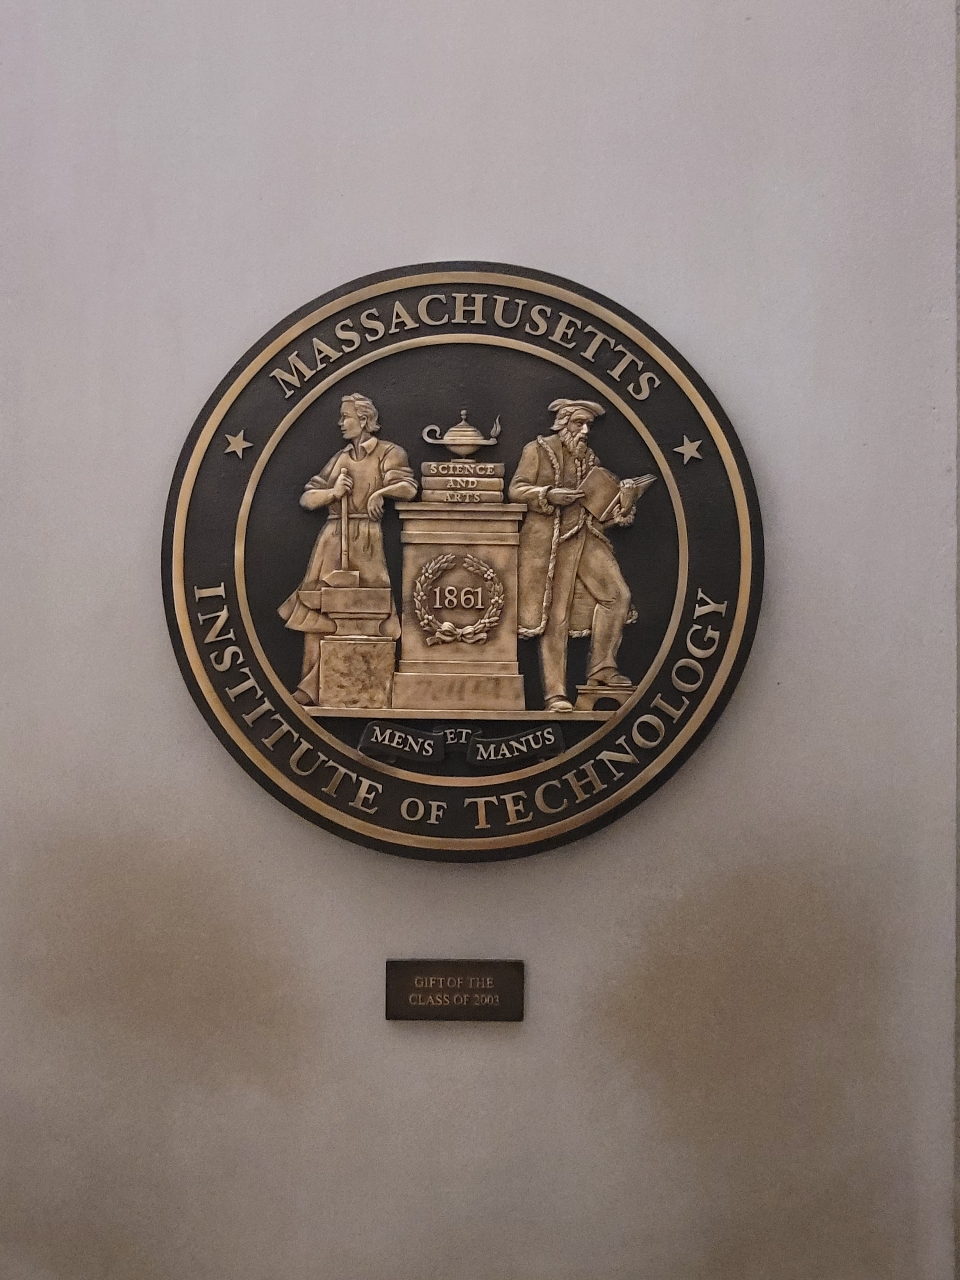 MASSACHUSETTS
SCIENCE
AND
ARTS
1861
MENS ET MANUS
INSTITUTE OF TECHNOLOGY
GIFT OF THE
CLASS OF 2003